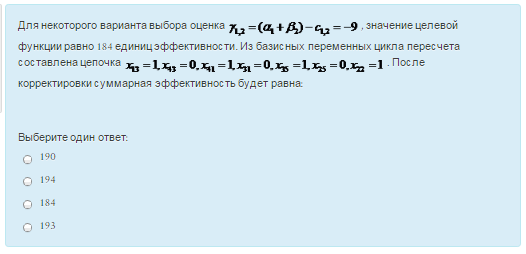 Для некоторого варианта выбора оценка γ₁,₂ = (α₁ + β₂) − c₁,₂ = −9 , значение целевой
функции равно 184 единиц эффективности. Из базисных переменных цикла пересчета
составлена цепочка x₁₃ = 1, x₄₃ = 0, x₄₁ = 1, x₃₁ = 0, x₃₅ = 1, x₂₅ = 0, x₂₂ = 1 . После
корректировки суммарная эффективность будет равна:
Выберите один ответ:
190
194
184
193